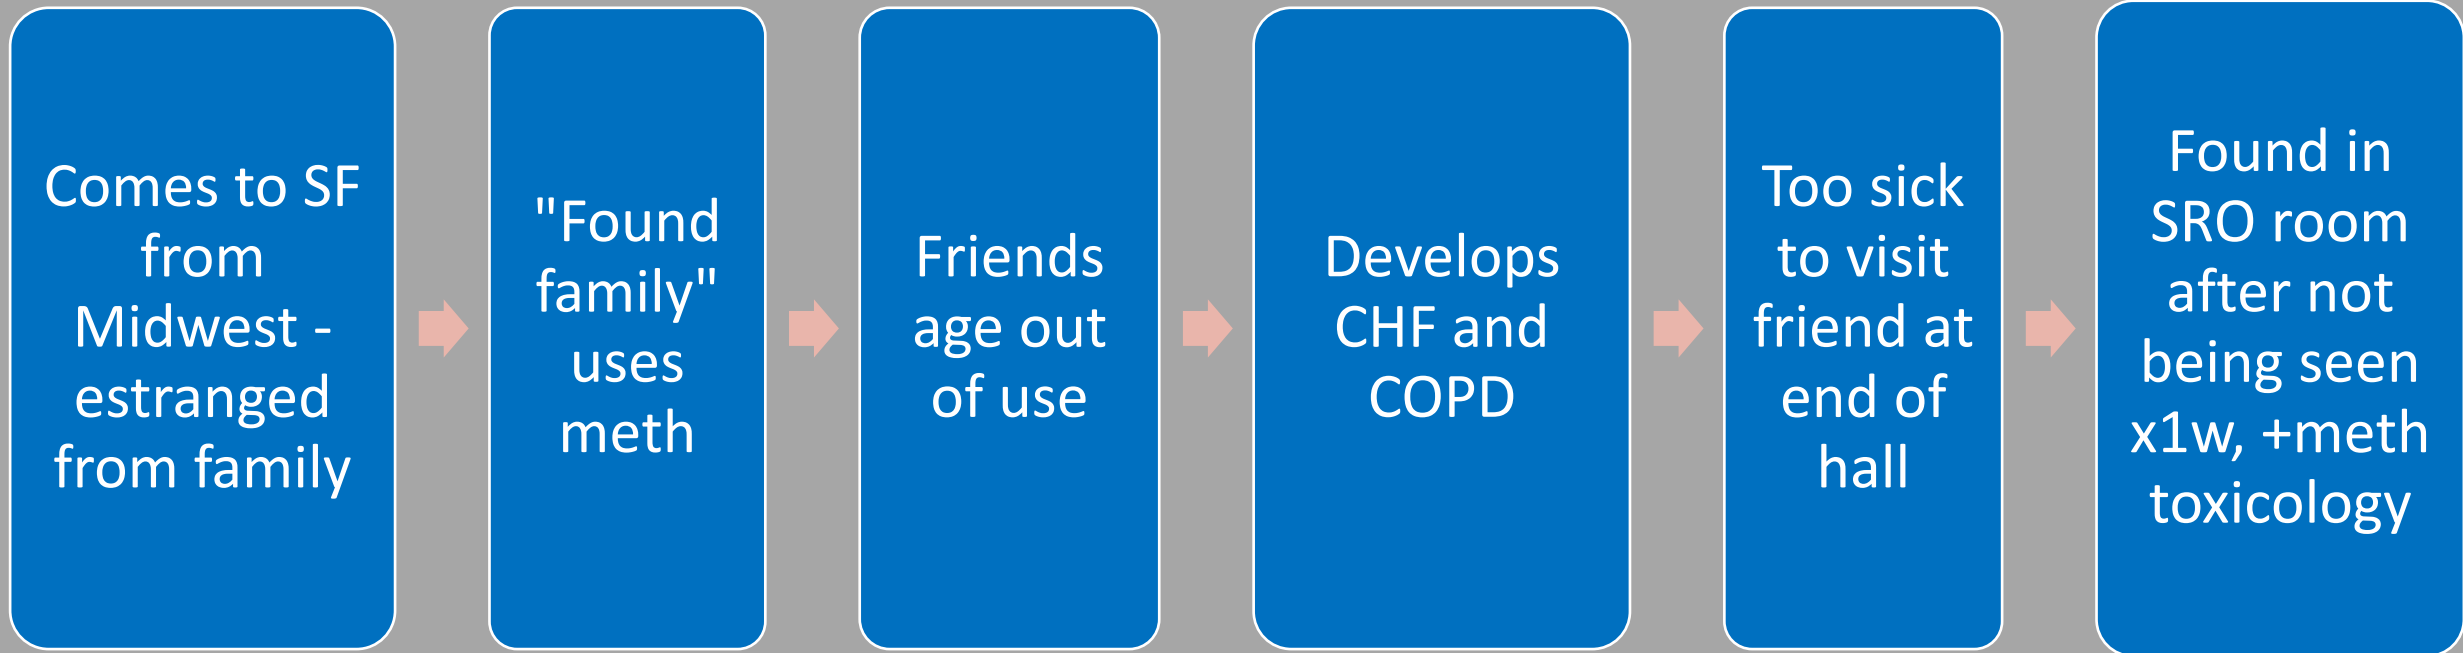 Comes to SF
from
Midwest -
estranged
from family
"Found
family"
uses
meth
Friends
age out
of use
Develops
CHF and
COPD
Too sick
to visit
friend at
end of
hall
Found in
SRO room
after not
being seen
x1w, +meth
toxicology